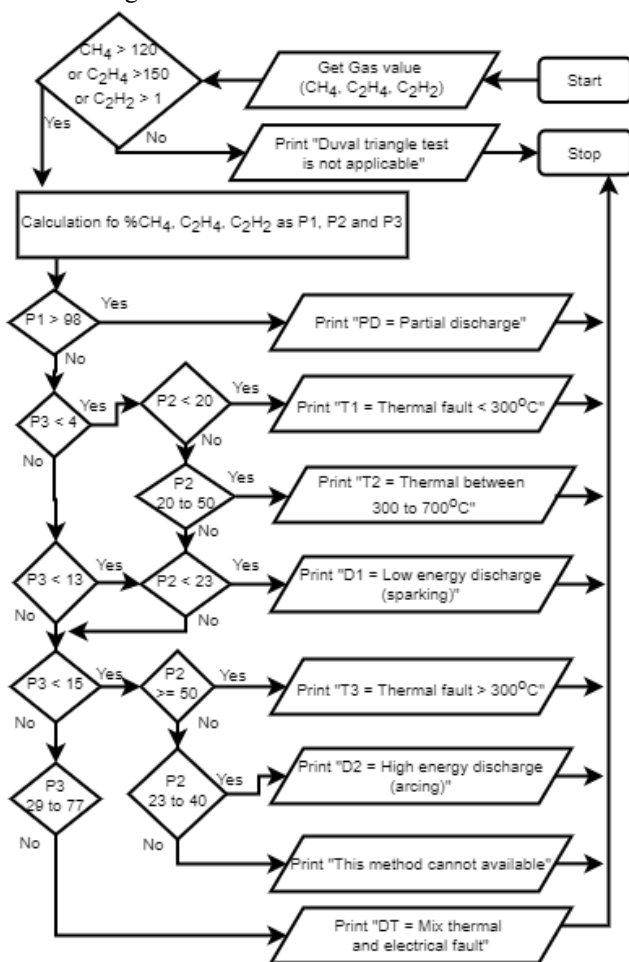 CH₄ > 120
or C₂H₄ >150
or C₂H₂ > 1
Get Gas value
(CH₄, C₂H₄, C₂H₂)
Start
Yes
No
Print "Duval triangle test
is not applicable"
Stop
Calculation fo %CH₄, C₂H₄, C₂H₂ as P1, P2 and P3
P1 > 98
Yes
Print "PD = Partial discharge"
No
P3 < 4
Yes
P2 < 20
Yes
Print "T1 = Thermal fault < 300⁰C"
No
No
P2
20 to 50
Yes
Print "T2 = Thermal between
300 to 700⁰C"
No
P3 < 13
Yes
P2 < 23
Yes
Print "D1 = Low energy discharge
(sparking)"
No
No
P3 < 15
Yes
P2
>= 50
Yes
Print "T3 = Thermal fault > 300⁰C"
No
No
P3
29 to 77
P2
23 to 40
Yes
Print "D2 = High energy discharge
(arcing)"
No
No
Print "This method cannot available"
Print "DT = Mix thermal
and electrical fault"